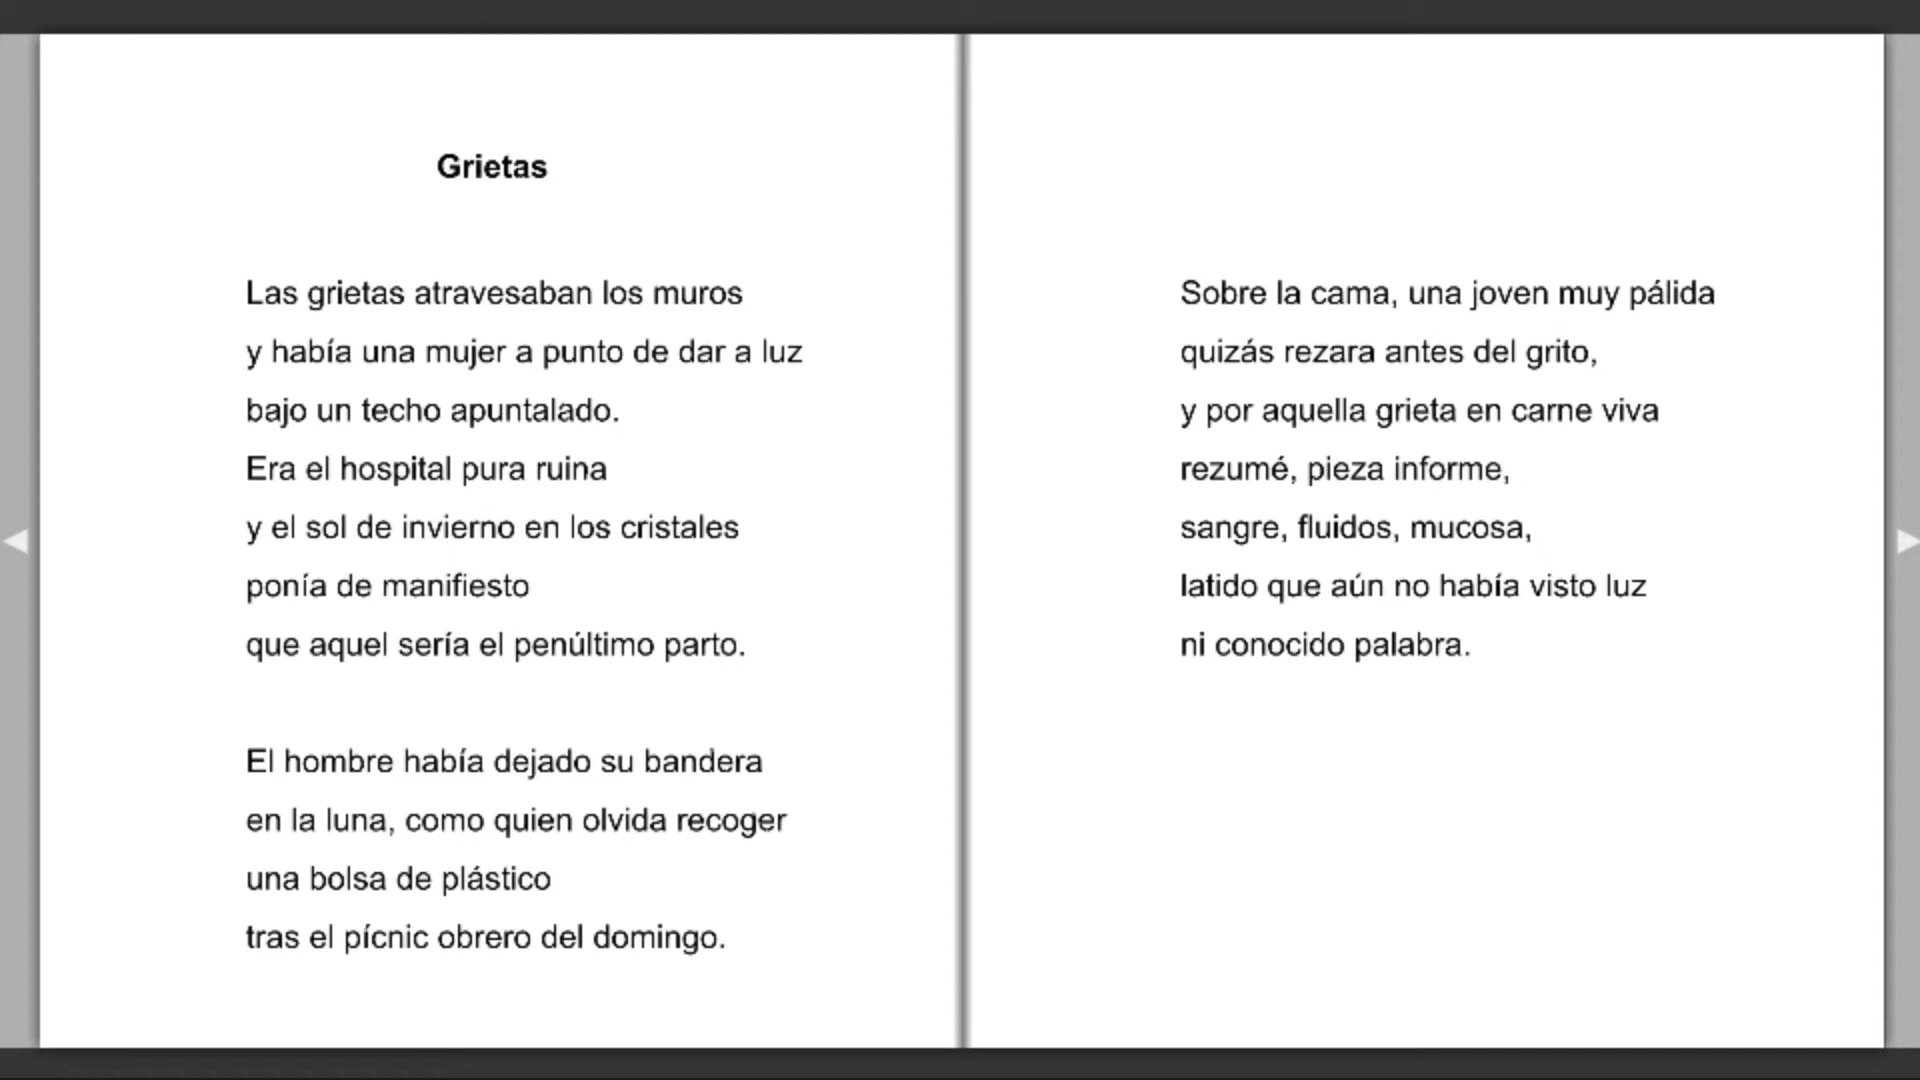 Grietas
Las grietas atravesaban los muros
y había una mujer a punto de dar a luz
bajo un techo apuntalado.
Era el hospital pura ruina
y el sol de invierno en los cristales
ponía de manifiesto
que aquel sería el penúltimo parto.
El hombre había dejado su bandera
en la luna, como quien olvida recoger
una bolsa de plástico
tras el pícnic obrero del domingo.
Sobre la cama, una joven muy pálida
quizás rezara antes del grito,
y por aquella grieta en carne viva
rezumé, pieza informe,
sangre, fluidos, mucosa,
latido que aún no había visto luz
ni conocido palabra.